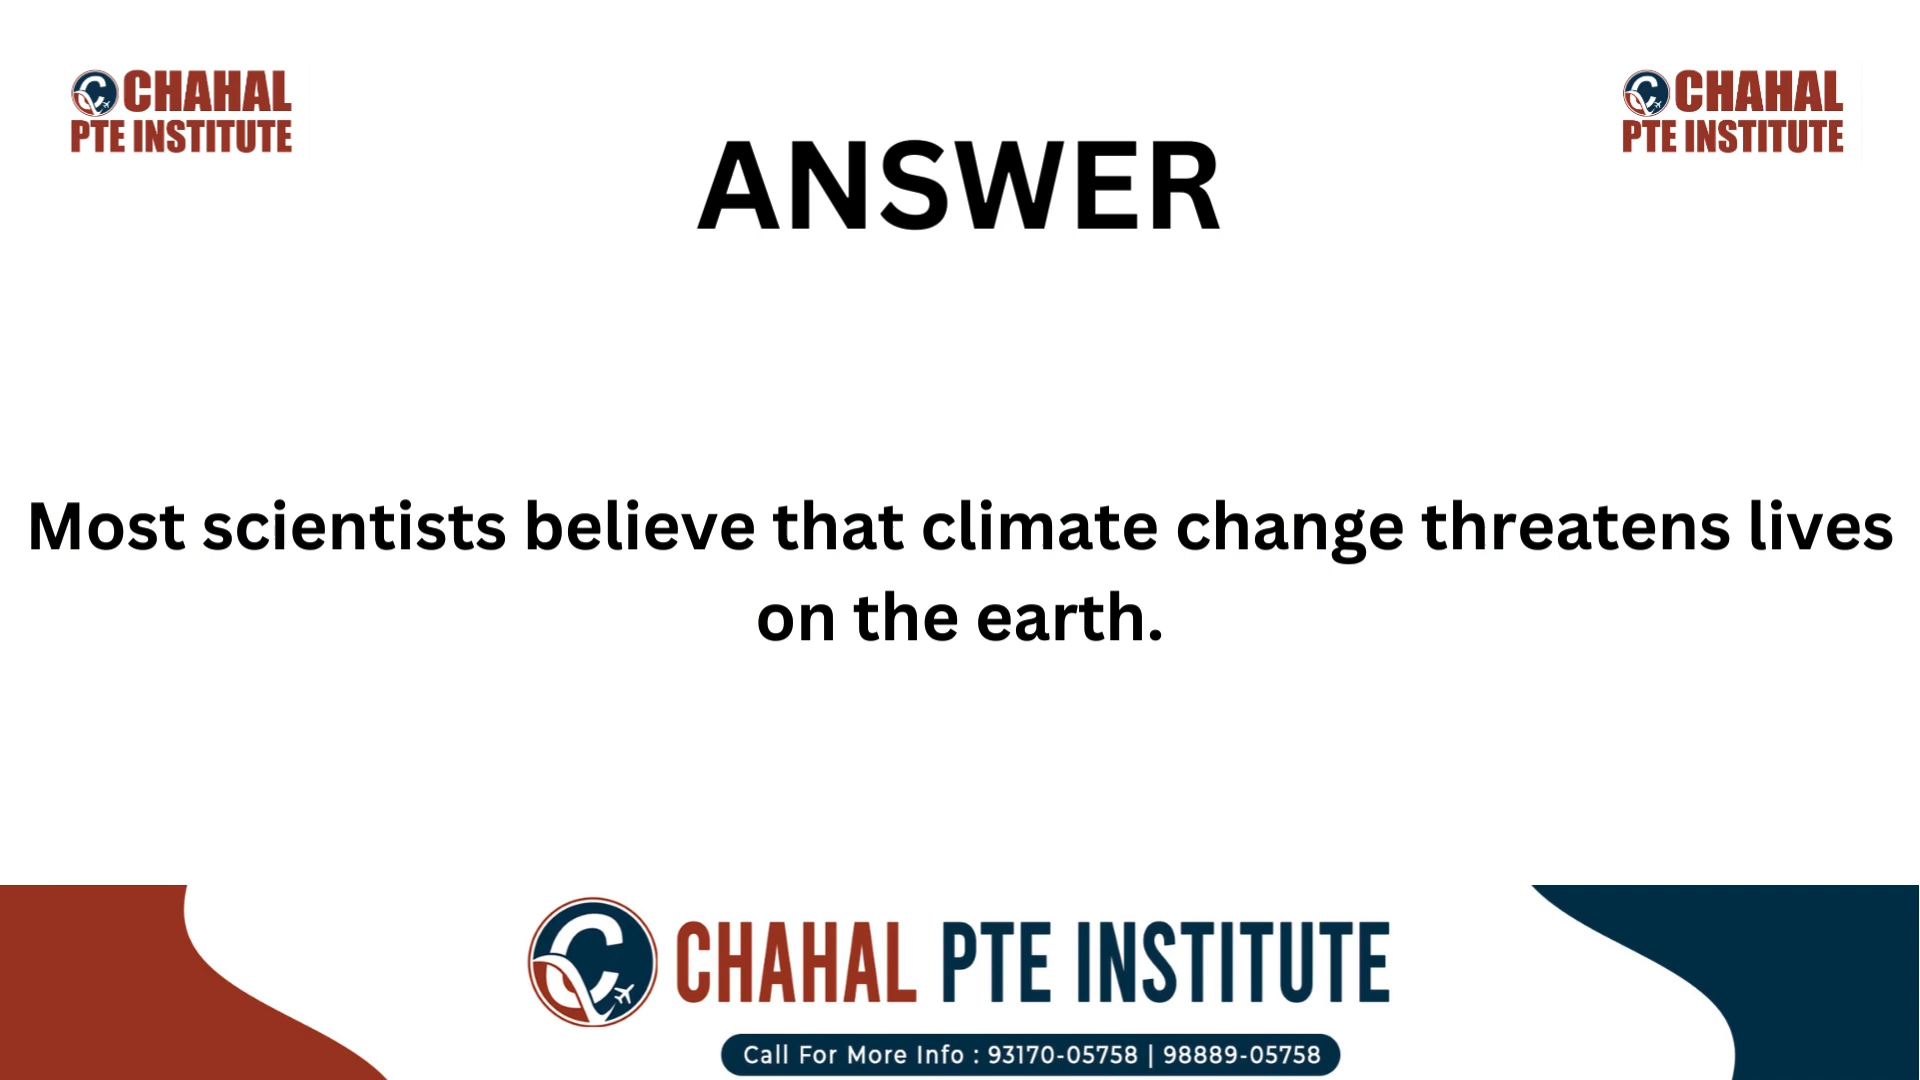 CHAHAL
PTE INSTITUTE
CHAHAL
PTE INSTITUTE
ANSWER
Most scientists believe that climate change threatens lives
on the earth.
CHAHAL PTE INSTITUTE
Call For More Info : 93170-05758 | 98889-05758